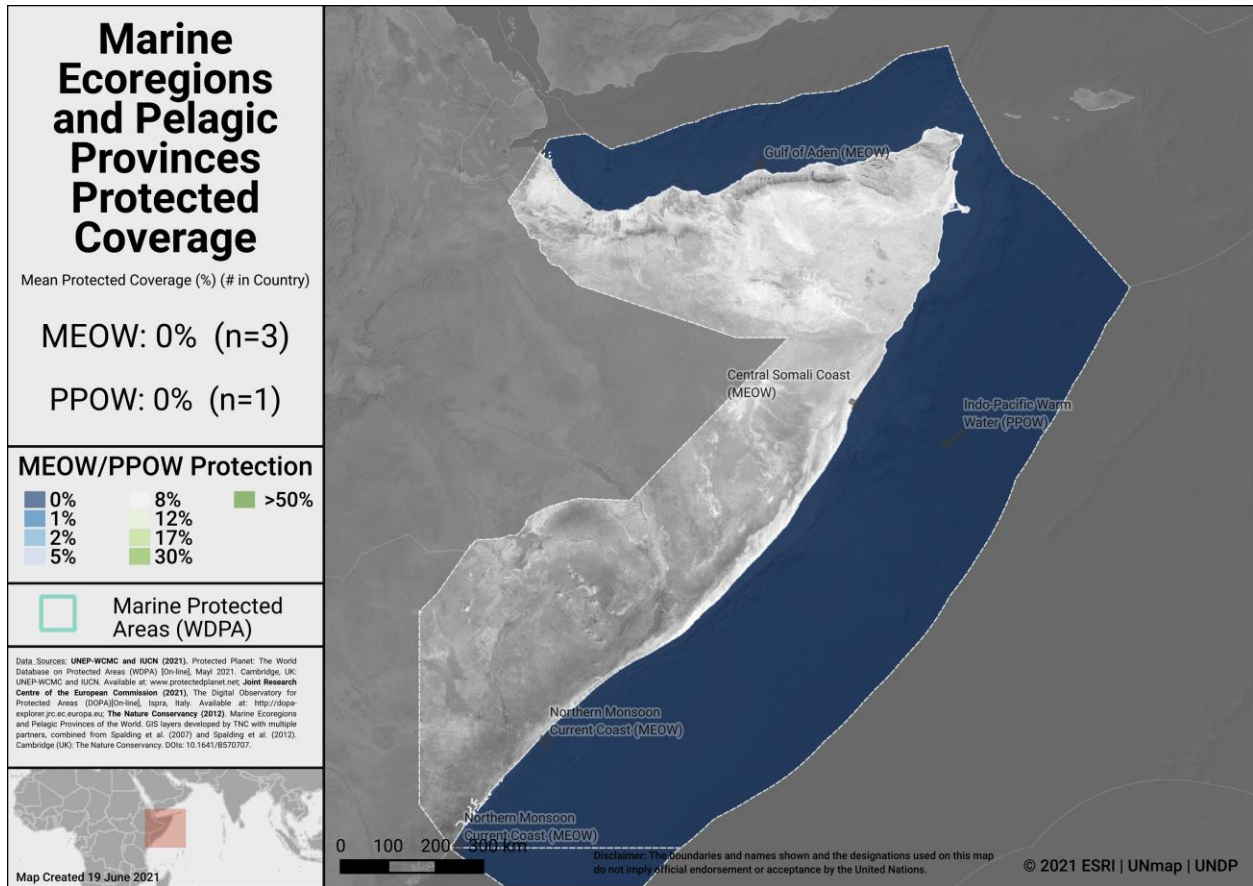 Marine
Ecoregions
and Pelagic
Provinces
Protected
Coverage
Mean Protected Coverage (%) (# in Country)
MEOW: 0% (n=3)
PPOW: 0% (n=1)
MEOW/PPOW Protection
0%
1%
2%
5%
8%
12%
17%
30%
>50%
Marine Protected
Areas (WDPA)
Data Sources: UNEP-WCMC and IUCN (2021). Protected Planet: The World
Database on Protected Areas (WDPA) [On-line], Mayl 2021. Cambridge, UK:
UNEP-WCMC and IUCN. Available at: www.protectedplanet.net; Joint Research
Centre of the European Commission (2021), The Digital Observatory for
Protected Areas (DOPA)[On-line], Ispra, Italy. Available at: http://dopa-
explorer.jrc.ec.europa.eu; The Nature Conservancy (2012). Marine Ecoregions
and Pelagic Provinces of the World. GIS layers developed by TNC with multiple
partners, combined from Spalding et al. (2007) and Spalding et al. (2012).
Cambridge (UK): The Nature Conservancy. DOIs: 10.1641/B570707.
Map Created 19 June 2021
Gulf of Aden (MEOW)
Central Somali Coast
(MEOW)
Indo-Pacific Warm
Water (PPOW)
Northern Monsoon
Current Coast (MEOW)
Northern Monsoon
Current Coast (MEOW)
0 100 200 300 km
Disclaimer: The boundaries and names shown and the designations used on this map
do not imply official endorsement or acceptance by the United Nations.
© 2021 ESRI | UNmap | UNDP